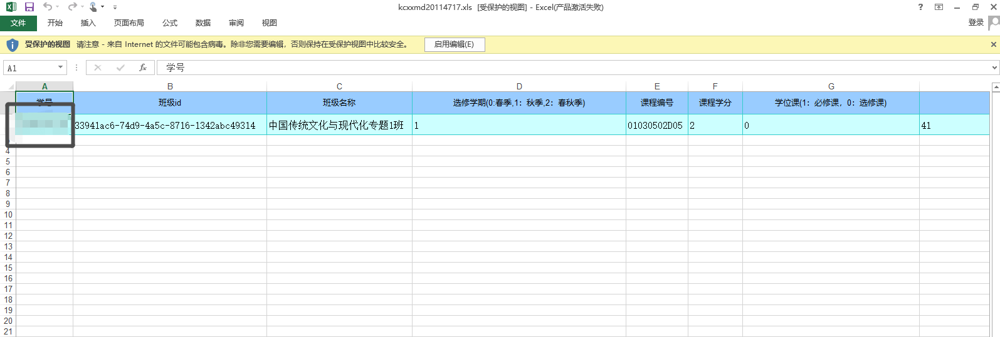 kcxxmd20114717.xls [受保护的视图] - Excel(产品激活失败)
文件 开始 插入 页面布局 公式 数据 审阅 视图 登录
受保护的视图 请注意 - 来自 Internet 的文件可能包含病毒。除非您需要编辑，否则保持在受保护视图中比较安全。 启用编辑(E)
A1 fx 学号
A B C D E F G
学号 班级id 班级名称 选修学期(0:春季,1：秋季,2：春秋季) 课程编号 课程学分 学位课(1：必修课，0：选修课)
33941ac6-74d9-4a5c-8716-1342abc49314 中国传统文化与现代化专题1班 1 01030502D05 2 0 41
4
5
6
7
8
9
10
11
12
13
14
15
16
17
18
19
20
21